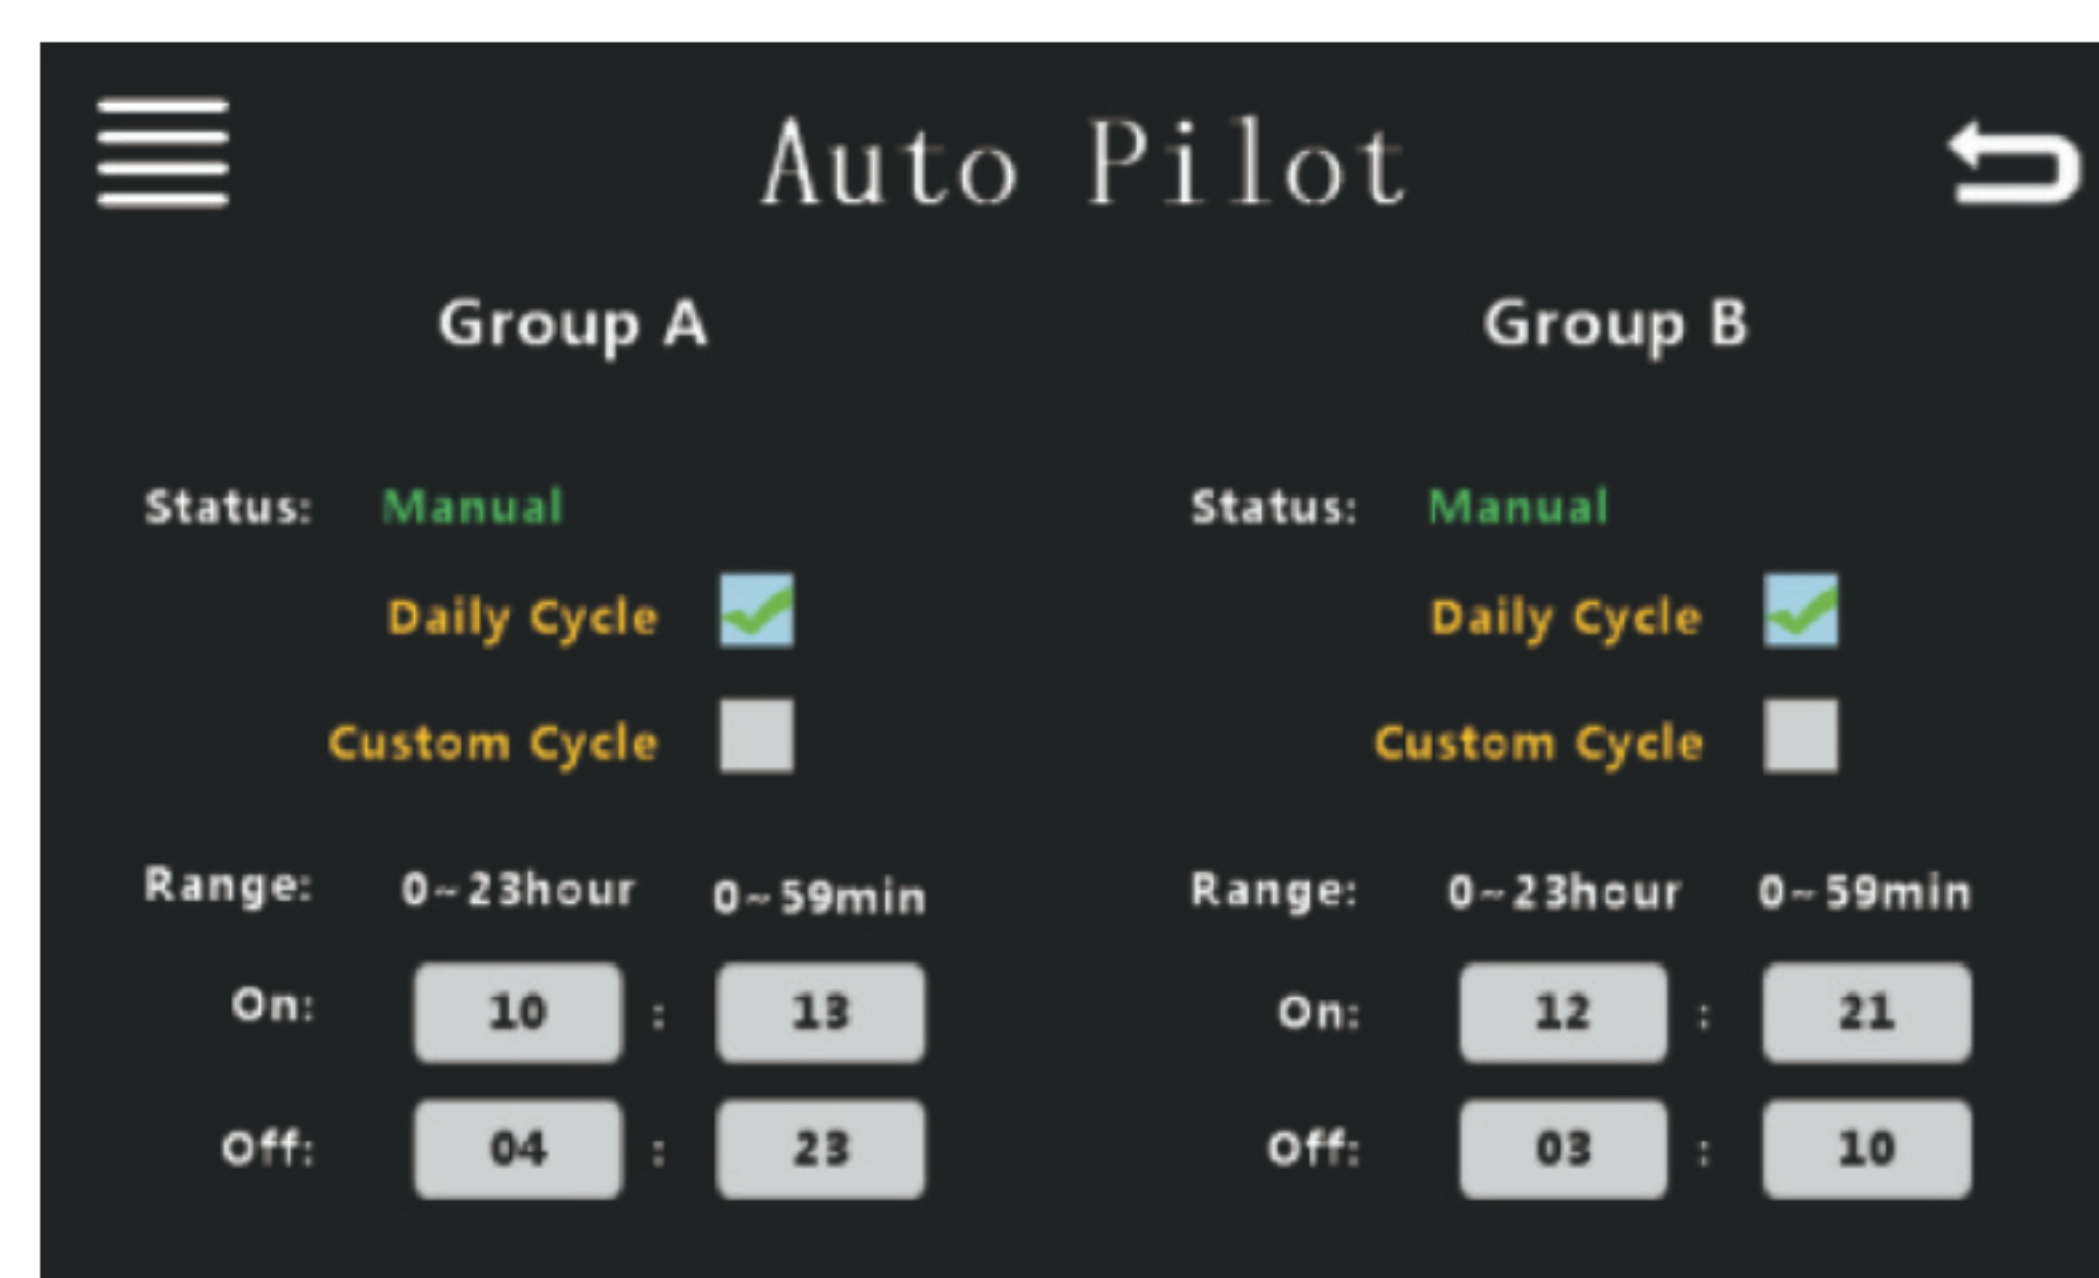 Auto Pilot
Group A
Status: Manual
Daily Cycle
Custom Cycle
Range: 0~23hour 0~59min
On: 10 : 13
Off: 04 : 23
Group B
Status: Manual
Daily Cycle
Custom Cycle
Range: 0~23hour 0~59min
On: 12 : 21
Off: 03 : 10